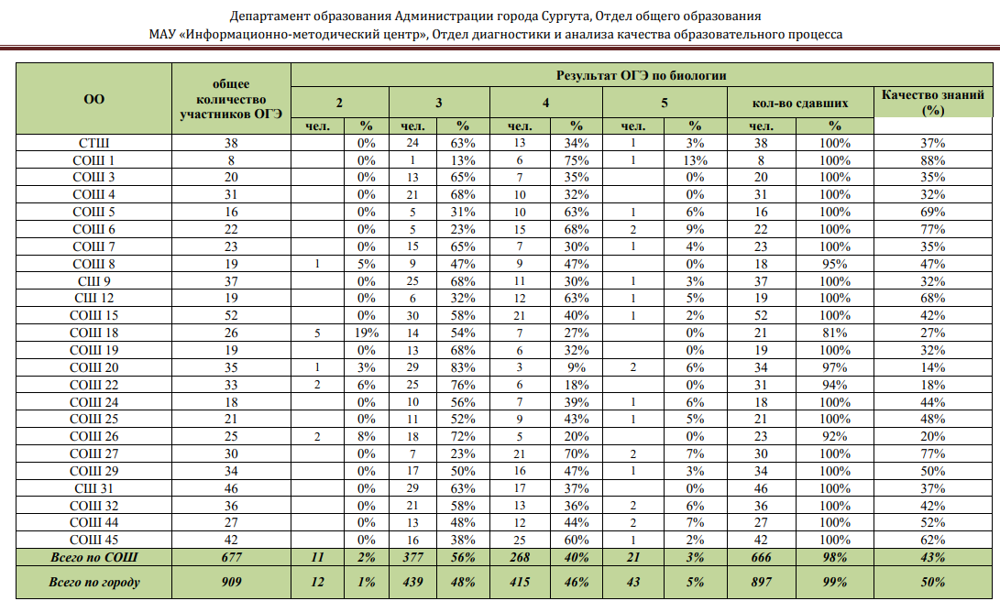 Департамент образования Администрации города Сургута, Отдел общего образования
МАУ «Информационно-методический центр», Отдел диагностики и анализа качества образовательного процесса
ОО общее количество участников ОГЭ Результат ОГЭ по биологии
2 3 4 5 кол-во сдавших Качество знаний (%)
чел. % чел. % чел. % чел. % чел. %
СТШ 38 0% 24 63% 13 34% 1 3% 38 100% 37%
СОШ 1 8 0% 1 13% 6 75% 1 13% 8 100% 88%
СОШ 3 20 0% 13 65% 7 35% 0% 20 100% 35%
СОШ 4 31 0% 21 68% 10 32% 0% 31 100% 32%
СОШ 5 16 0% 5 31% 10 63% 1 6% 16 100% 69%
СОШ 6 22 0% 5 23% 15 68% 2 9% 22 100% 77%
СОШ 7 23 0% 15 65% 7 30% 1 4% 23 100% 35%
СОШ 8 19 1 5% 9 47% 9 47% 0% 18 95% 47%
СШ 9 37 0% 25 68% 11 30% 1 3% 37 100% 32%
СШ 12 19 0% 6 32% 12 63% 1 5% 19 100% 68%
СОШ 15 52 0% 30 58% 21 40% 1 2% 52 100% 42%
СОШ 18 26 5 19% 14 54% 7 27% 0% 21 81% 27%
СОШ 19 19 0% 13 68% 6 32% 0% 19 100% 32%
СОШ 20 35 1 3% 29 83% 3 9% 2 6% 34 97% 14%
СОШ 22 33 2 6% 25 76% 6 18% 0% 31 94% 18%
СОШ 24 18 0% 10 56% 7 39% 1 6% 18 100% 44%
СОШ 25 21 0% 11 52% 9 43% 1 5% 21 100% 48%
СОШ 26 25 2 8% 18 72% 5 20% 0% 23 92% 20%
СОШ 27 30 0% 7 23% 21 70% 2 7% 30 100% 77%
СОШ 29 34 0% 17 50% 16 47% 1 3% 34 100% 50%
СШ 31 46 0% 29 63% 17 37% 0% 46 100% 37%
СОШ 32 36 0% 21 58% 13 36% 2 6% 36 100% 42%
СОШ 44 27 0% 13 48% 12 44% 2 7% 27 100% 52%
СОШ 45 42 0% 16 38% 25 60% 1 2% 42 100% 62%
Всего по СОШ 677 11 2% 377 56% 268 40% 21 3% 666 98% 43%
Всего по городу 909 12 1% 439 48% 415 46% 43 5% 897 99% 50%